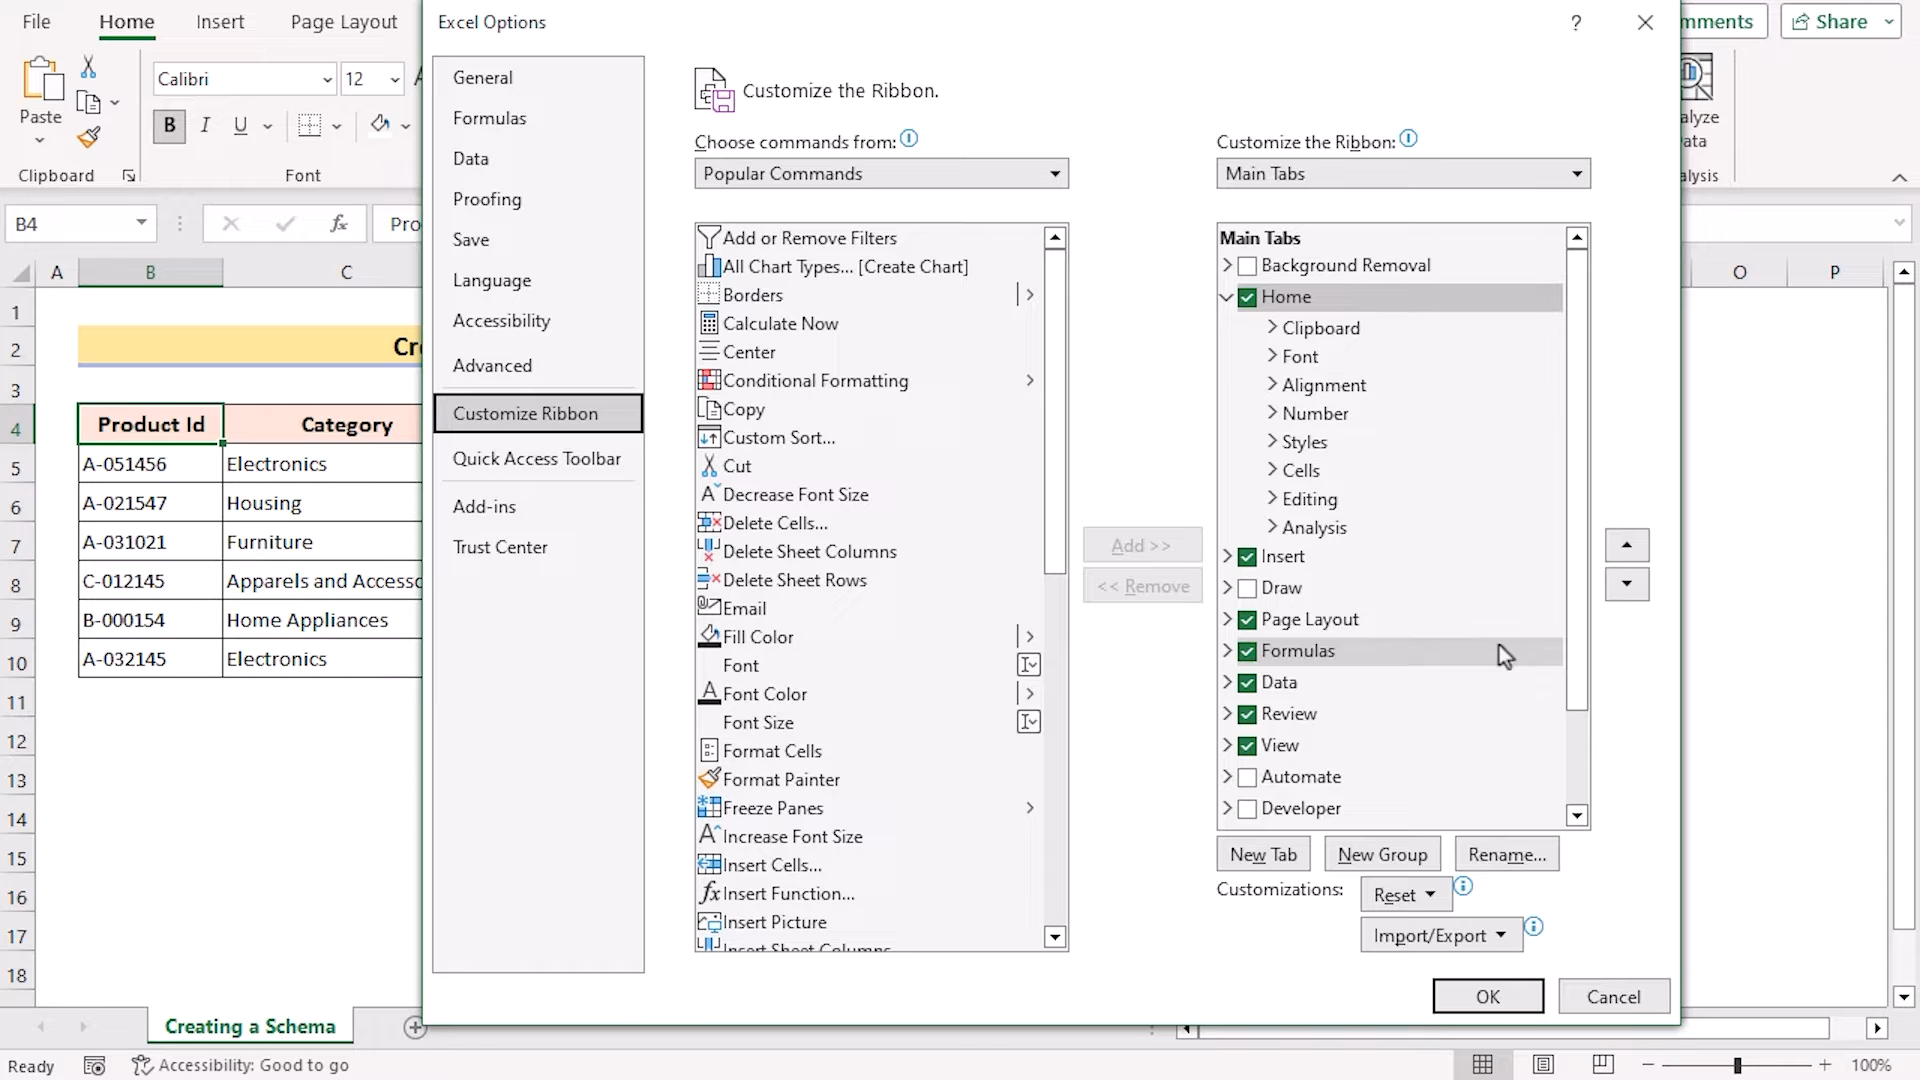 File Home Insert Page Layout
Excel Options ?
mments Share
Calibri 12
Paste
B I U
Clipboard Font
alyze
ata
alysis
B4 fx Pro
A B C O P
1
2 Cr
3
4 Product Id Category
5 A-051456 Electronics
6 A-021547 Housing
7 A-031021 Furniture
8 C-012145 Apparels and Accesso
9 B-000154 Home Appliances
10 A-032145 Electronics
11
12
13
14
15
16
17
18
General
Formulas
Data
Proofing
Save
Language
Accessibility
Advanced
Customize Ribbon
Quick Access Toolbar
Add-ins
Trust Center
Customize the Ribbon.
Choose commands from:
Popular Commands
Add or Remove Filters
All Chart Types... [Create Chart]
Borders
Calculate Now
Center
Conditional Formatting
Copy
Custom Sort...
Cut
Decrease Font Size
Delete Cells...
Delete Sheet Columns
Delete Sheet Rows
Email
Fill Color
Font
Font Color
Font Size
Format Cells
Format Painter
Freeze Panes
Increase Font Size
Insert Cells...
Insert Function...
Insert Picture
Insert Sheet Columns
Add >>
<< Remove
Customize the Ribbon:
Main Tabs
Main Tabs
Background Removal
Home
Clipboard
Font
Alignment
Number
Styles
Cells
Editing
Analysis
Insert
Draw
Page Layout
Formulas
Data
Review
View
Automate
Developer
New Tab New Group Rename...
Customizations: Reset
Import/Export
OK Cancel
Creating a Schema
Ready Accessibility: Good to go 100%